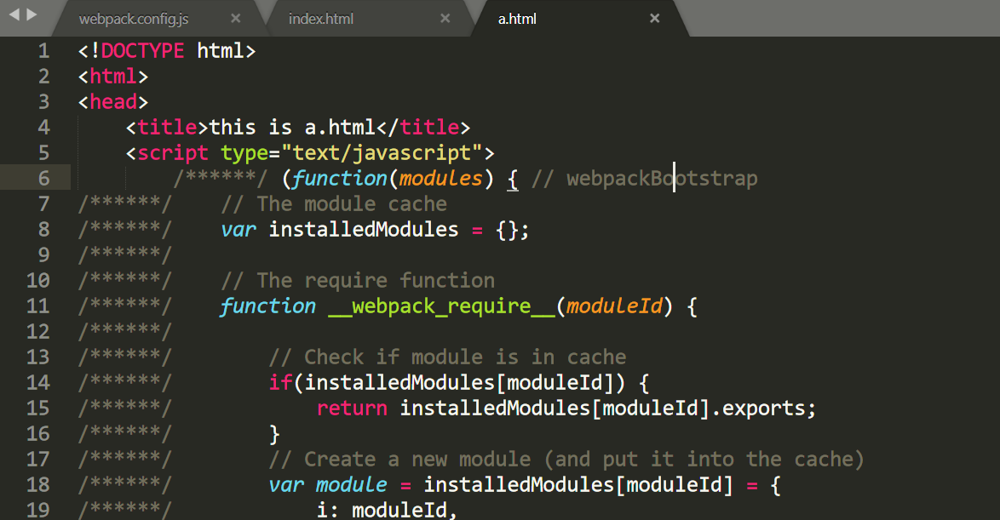 webpack.config.js × index.html × a.html ×
1 <!DOCTYPE html>
2 <html>
3 <head>
4     <title>this is a.html</title>
5     <script type="text/javascript">
6         /******/ (function(modules) { // webpackBootstrap
7 /******/    // The module cache
8 /******/    var installedModules = {};
9 /******/
10 /******/    // The require function
11 /******/    function __webpack_require__(moduleId) {
12 /******/
13 /******/        // Check if module is in cache
14 /******/        if(installedModules[moduleId]) {
15 /******/            return installedModules[moduleId].exports;
16 /******/        }
17 /******/        // Create a new module (and put it into the cache)
18 /******/        var module = installedModules[moduleId] = {
19 /******/            i: moduleId,